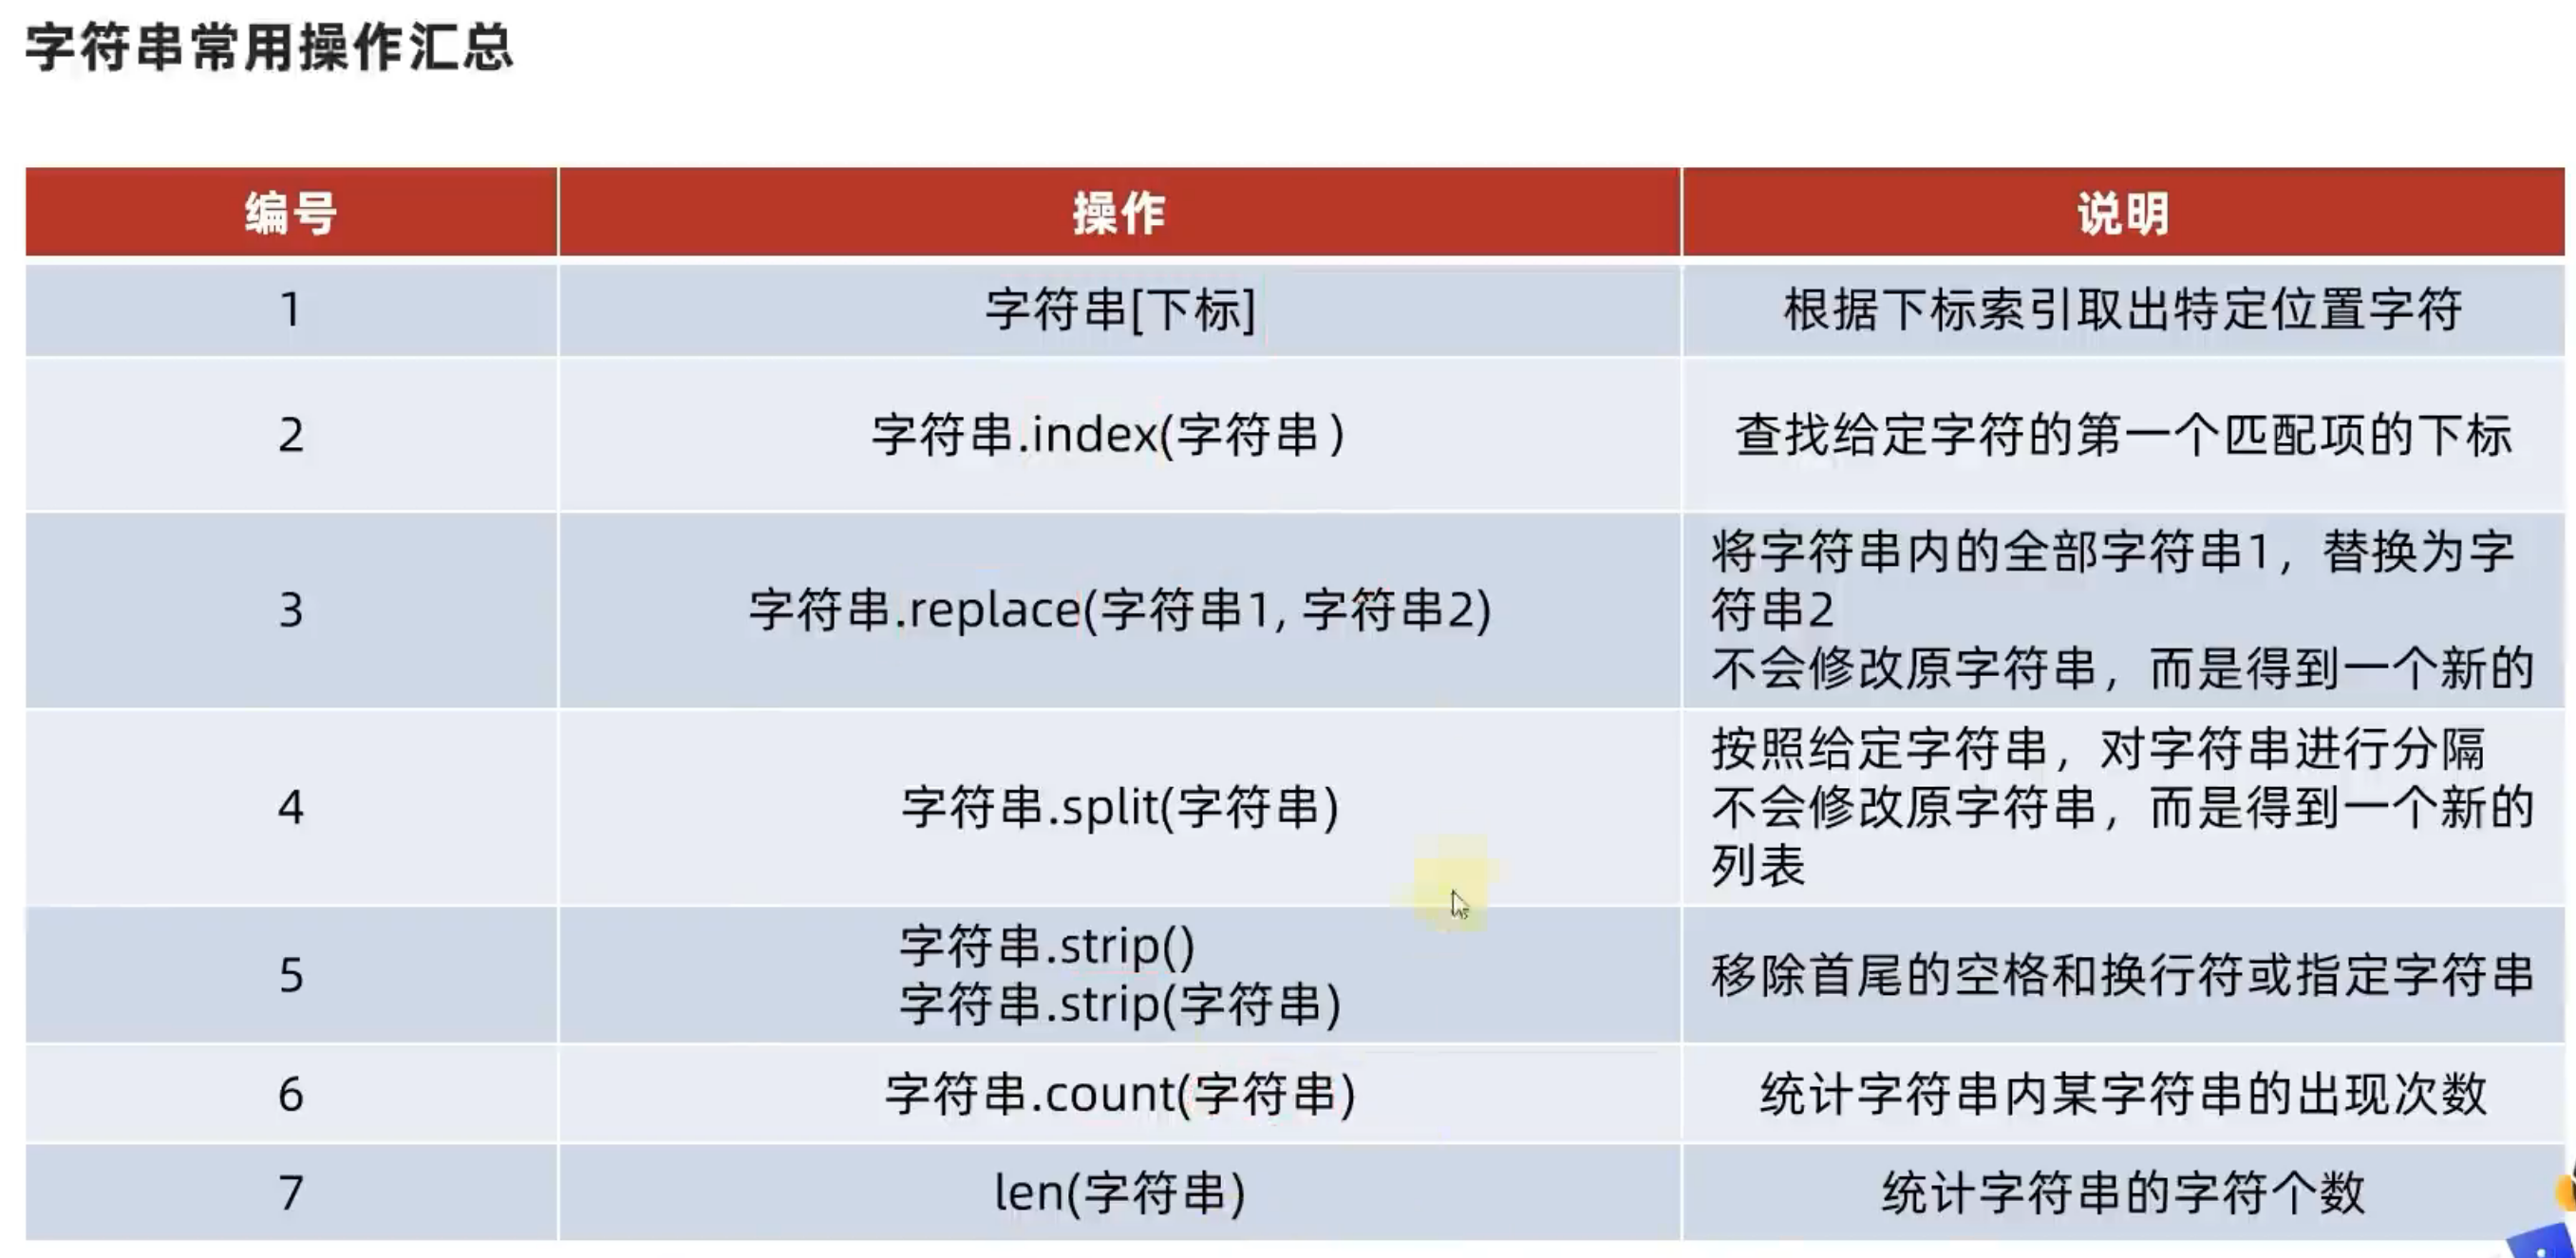 字符串常用操作汇总
编号 操作 说明
1 字符串[下标] 根据下标索引取出特定位置字符
2 字符串.index(字符串) 查找给定字符的第一个匹配项的下标
3 字符串.replace(字符串1, 字符串2) 将字符串内的全部字符串1，替换为字
符串2
不会修改原字符串，而是得到一个新的
4 字符串.split(字符串) 按照给定字符串，对字符串进行分隔
不会修改原字符串，而是得到一个新的
列表
5 字符串.strip()
字符串.strip(字符串) 移除首尾的空格和换行符或指定字符串
6 字符串.count(字符串) 统计字符串内某字符串的出现次数
7 len(字符串) 统计字符串的字符个数